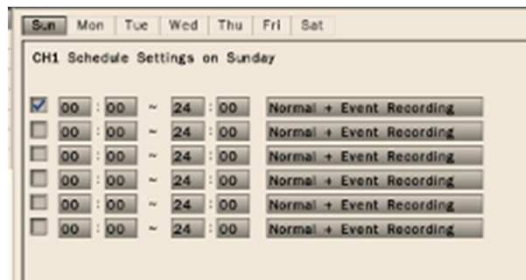 Sun Mon Tue Wed Thu Fri Sat
CH1 Schedule Settings on Sunday
00 : 00 ~ 24 : 00 Normal + Event Recording
00 : 00 ~ 24 : 00 Normal + Event Recording
00 : 00 ~ 24 : 00 Normal + Event Recording
00 : 00 ~ 24 : 00 Normal + Event Recording
00 : 00 ~ 24 : 00 Normal + Event Recording
00 : 00 ~ 24 : 00 Normal + Event Recording